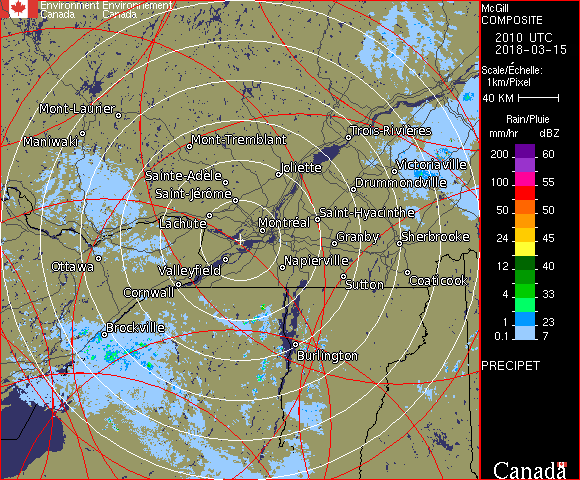 Environment Environnement
Canada Canada
McGill
COMPOSITE
2010 UTC
2018-03-15
Scale/Échelle:
1km/Pixel
40 KM
Rain/Pluie
mm/hr dBZ
200 60
150 57
100 55
50 50
24 45
12 40
4 33
1 23
0.1 7
PRECIPET
Canada
Mont-Laurier
Maniwaki
Mont-Tremblant
Trois-Rivières
Joliette
Victoriaville
Sainte-Adèle
Drummondville
Saint-Jérôme
Lachute
Montréal
Saint-Hyacinthe
Granby
Sherbrooke
Ottawa
Valleyfield
Napierville
Cornwall
Sutton
Coaticook
Brockville
Burlington